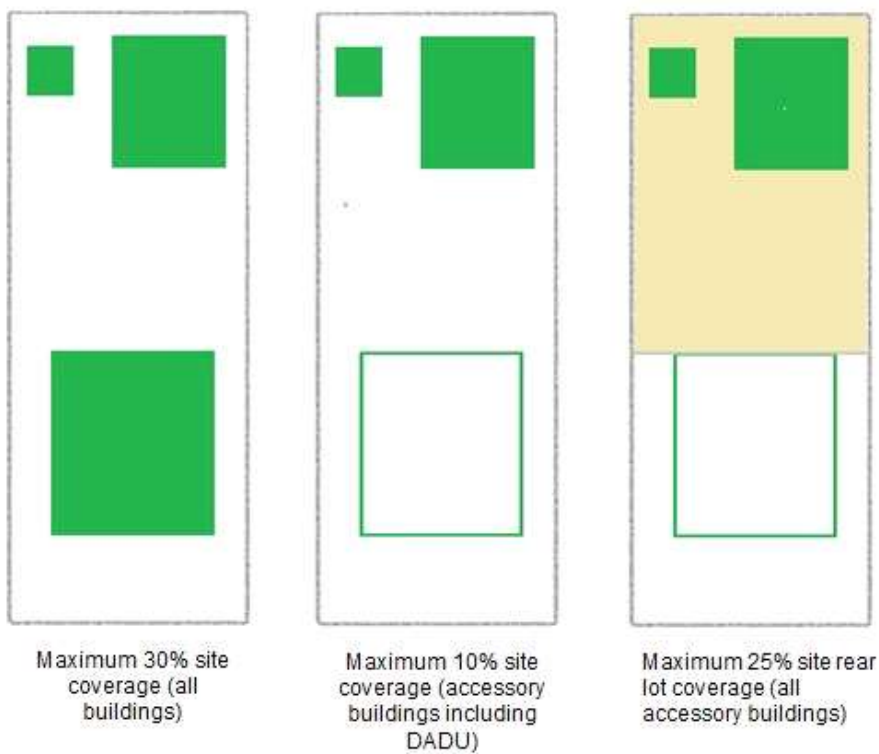 Maximum 30% site
coverage (all
buildings)
Maximum 10% site
coverage (accessory
buildings including
DADU)
Maximum 25% site rear
lot coverage (all
accessory buildings)